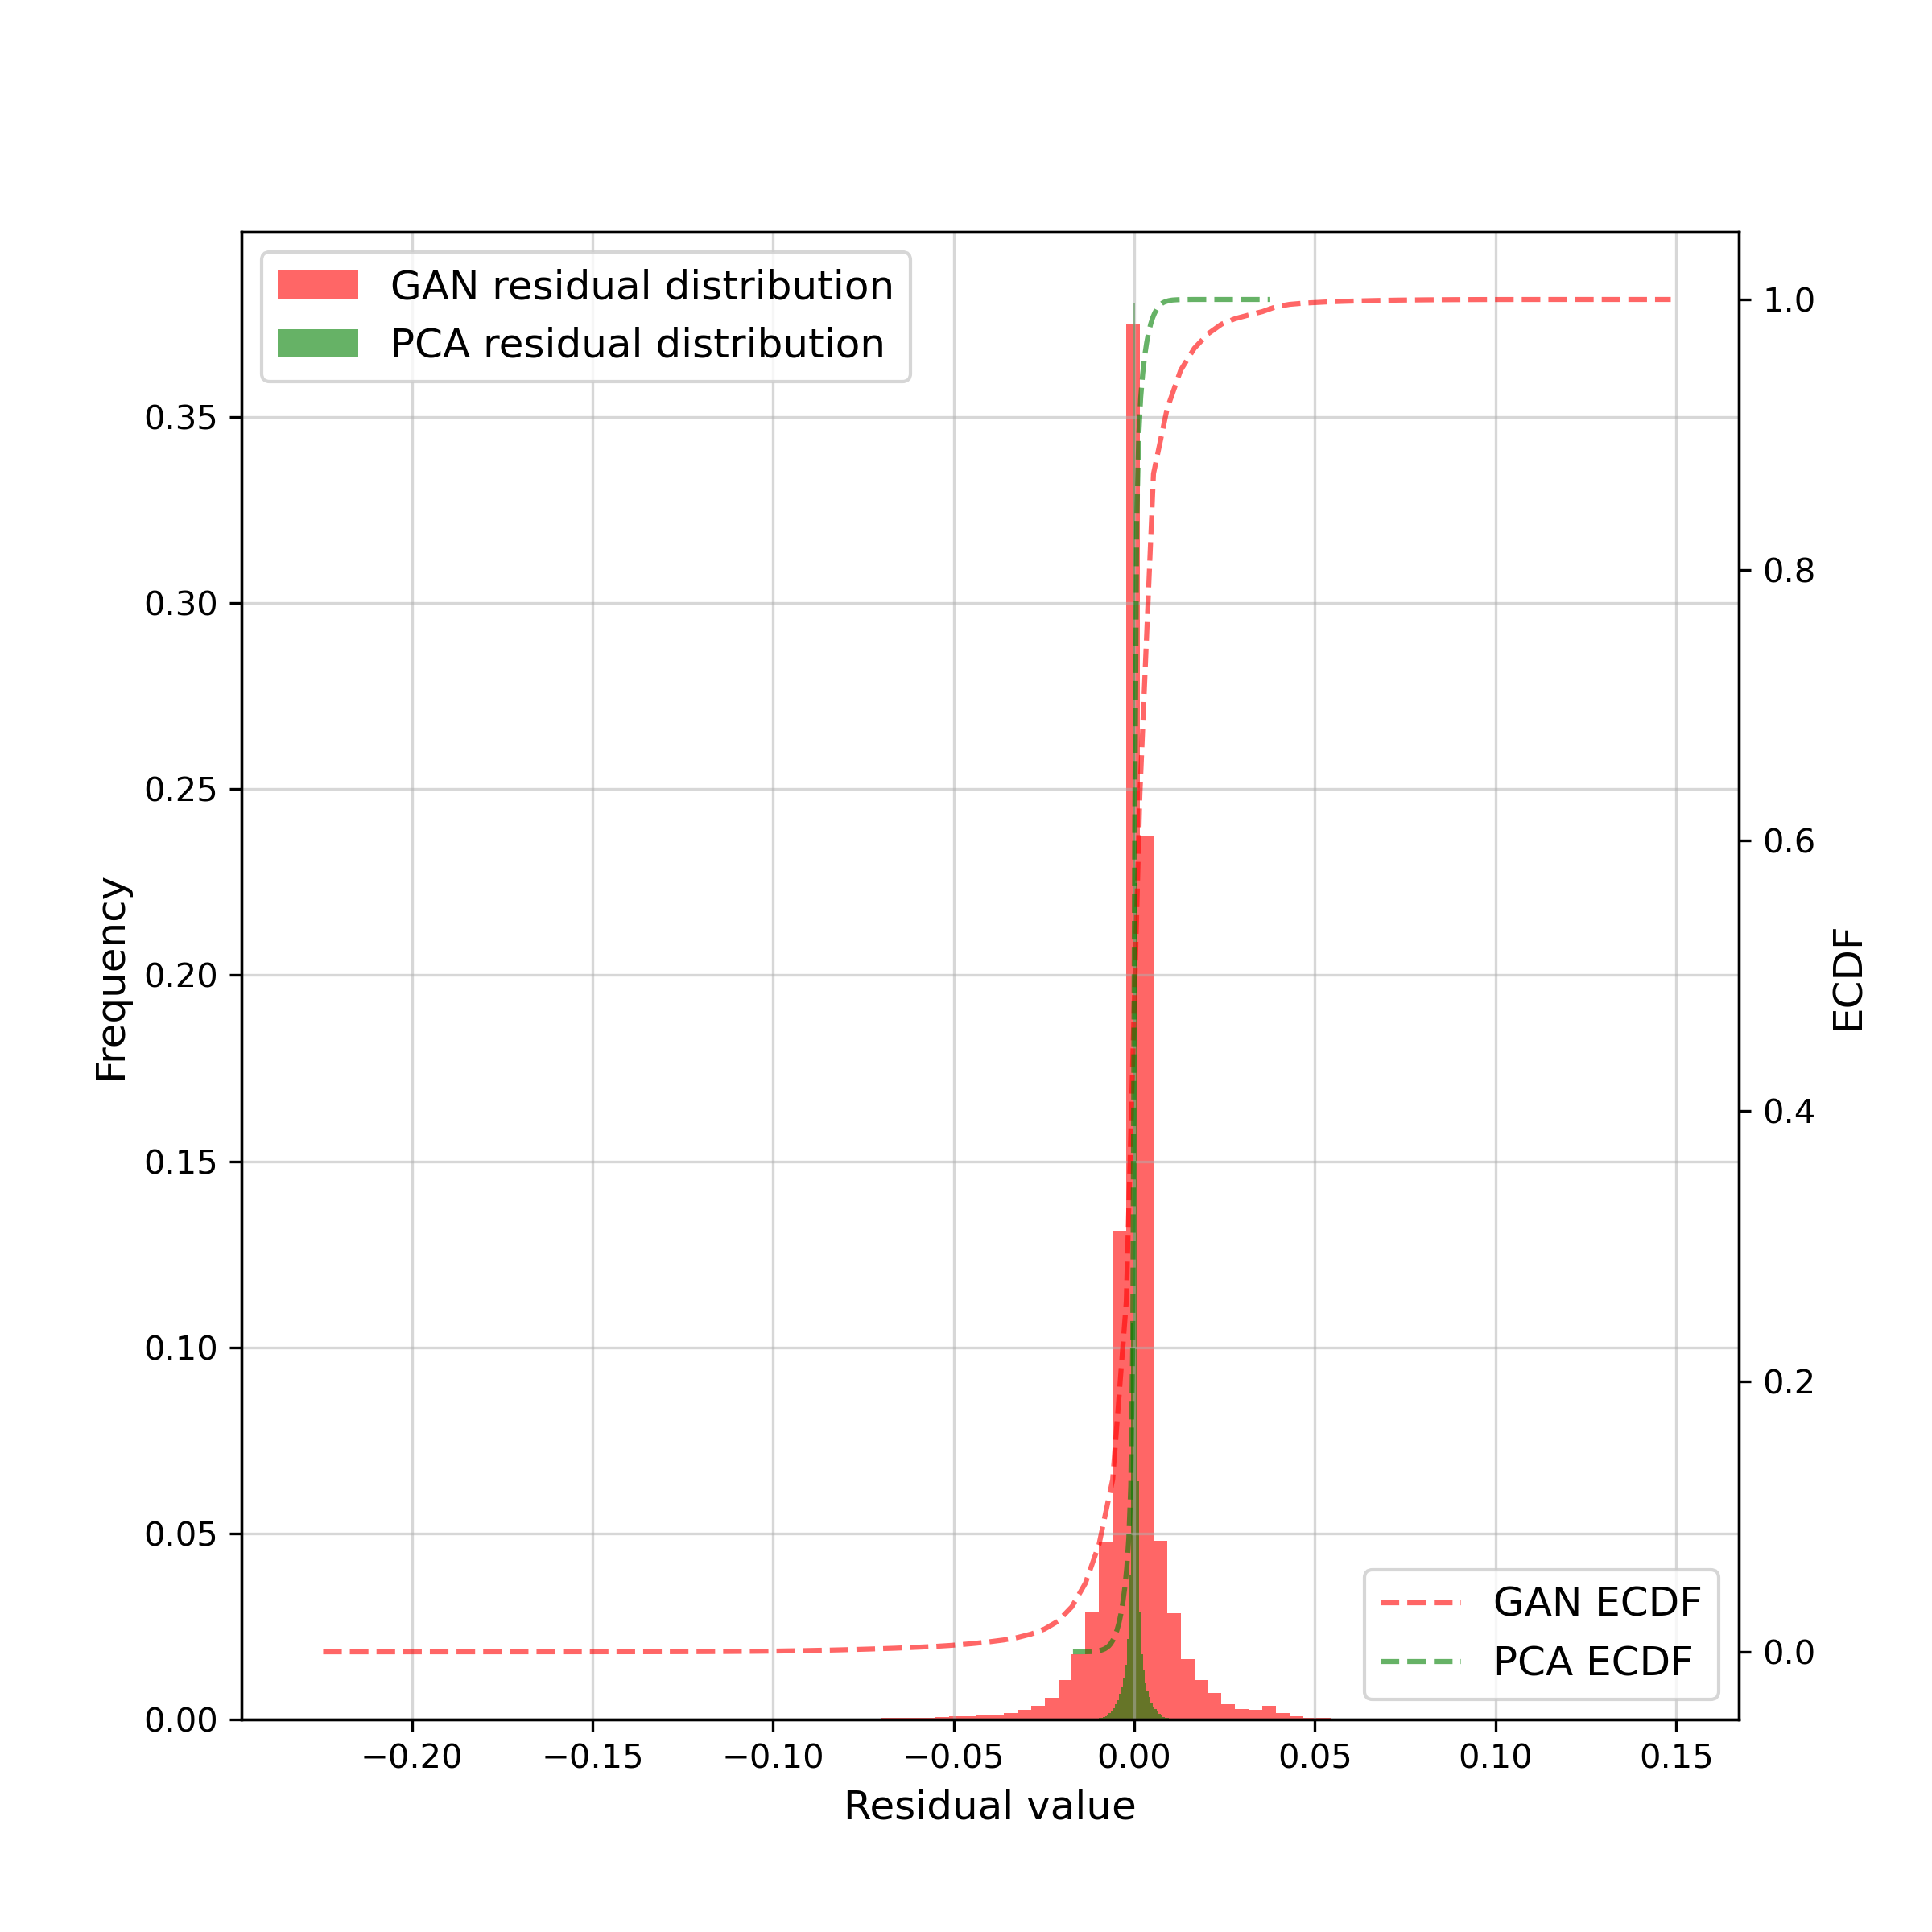 GAN residual distribution
PCA residual distribution
1.0
0.35
0.8
0.30
0.25
0.6
Frequency
ECDF
0.20
0.15
0.4
0.10
0.2
0.05
GAN ECDF
PCA ECDF
0.0
0.00
−0.20 −0.15 −0.10 −0.05 0.00 0.05 0.10 0.15
Residual value